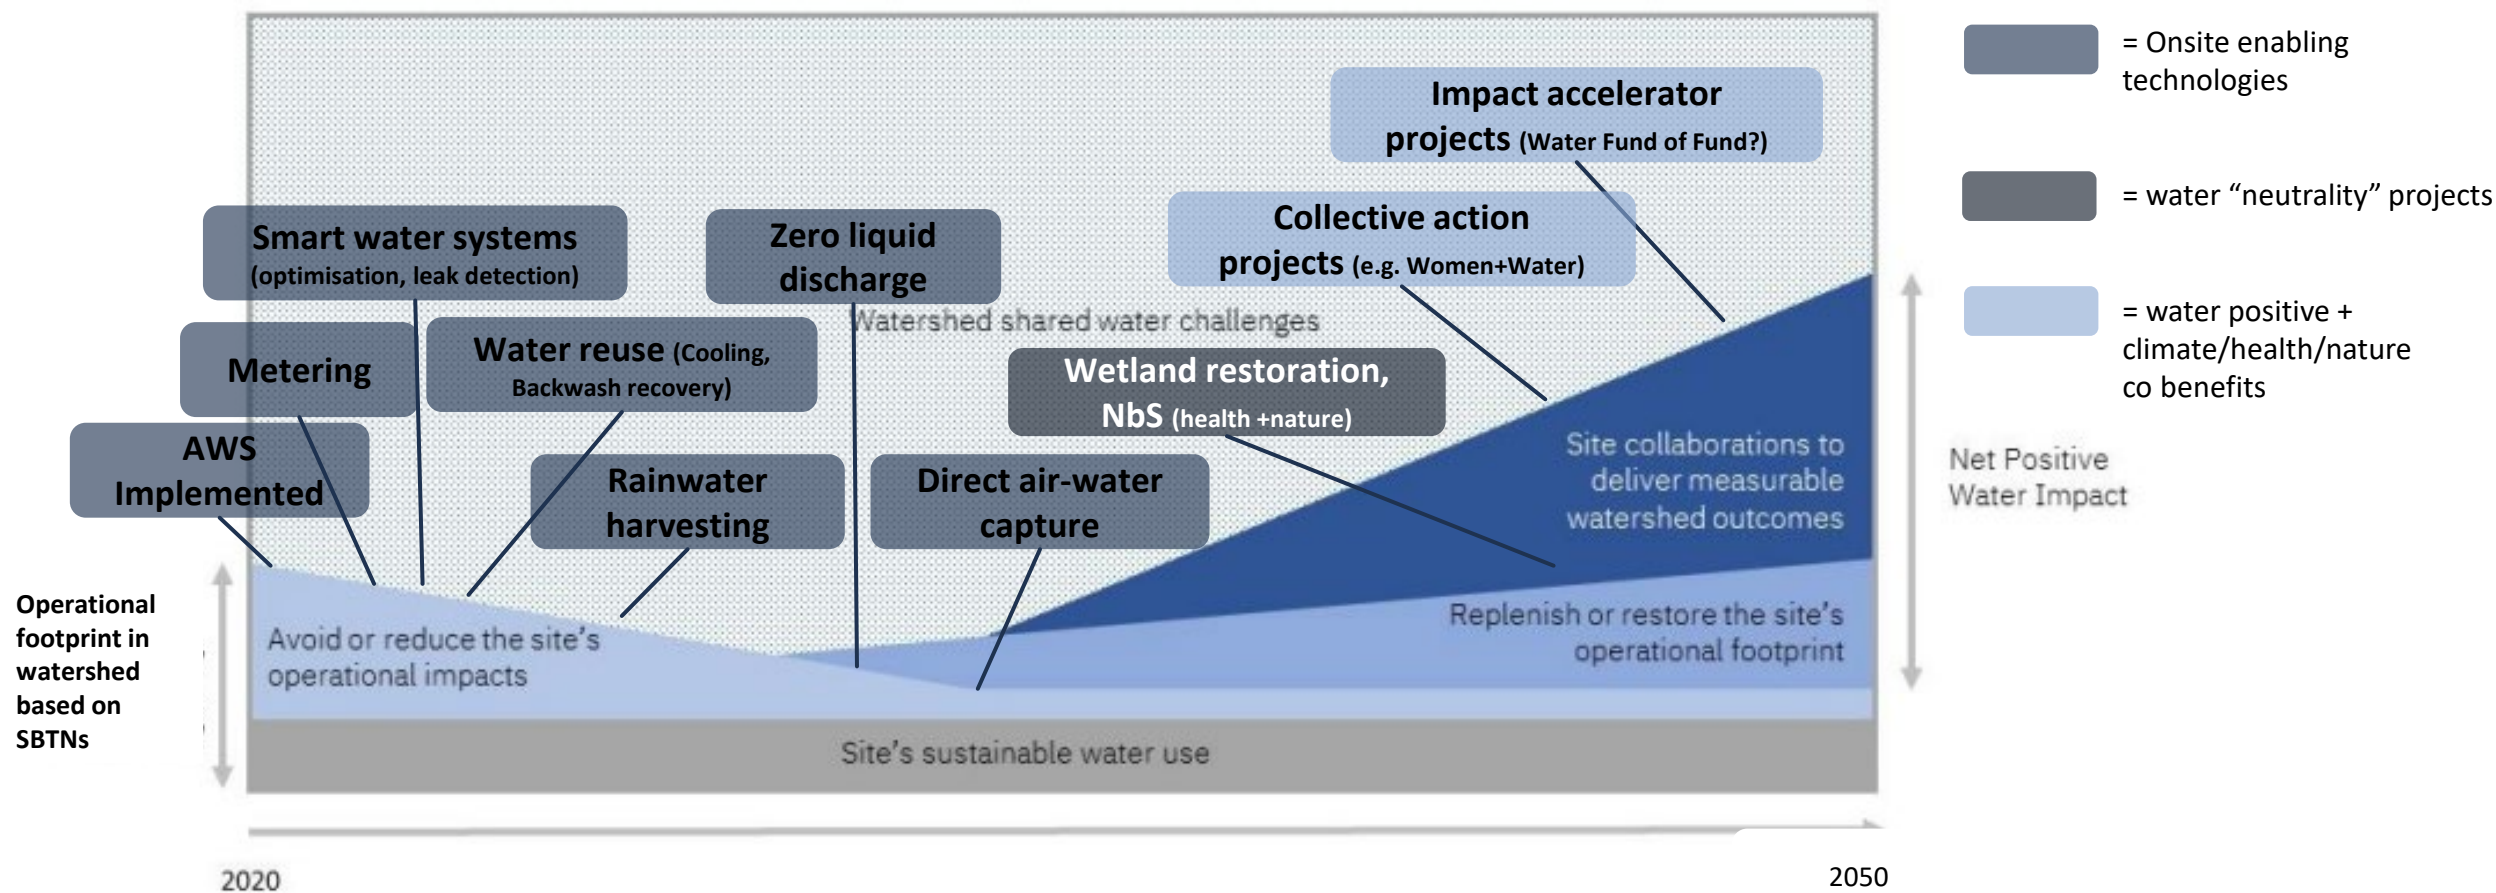 = Onsite enabling
technologies
Impact accelerator
projects (Water Fund of Fund?)
= water “neutrality” projects
Collective action
projects (e.g. Women+Water)
Smart water systems
(optimisation, leak detection)
Zero liquid
discharge
= water positive +
climate/health/nature
co benefits
Watershed shared water challenges
Metering
Water reuse (Cooling,
Backwash recovery)
Wetland restoration,
NbS (health +nature)
AWS
Implemented
Rainwater
harvesting
Direct air-water
capture
Site collaborations to
deliver measurable
watershed outcomes
Net Positive
Water Impact
Operational
footprint in
watershed
based on
SBTNs
Avoid or reduce the site's
operational impacts
Replenish or restore the site's
operational footprint
Site's sustainable water use
2020
2050